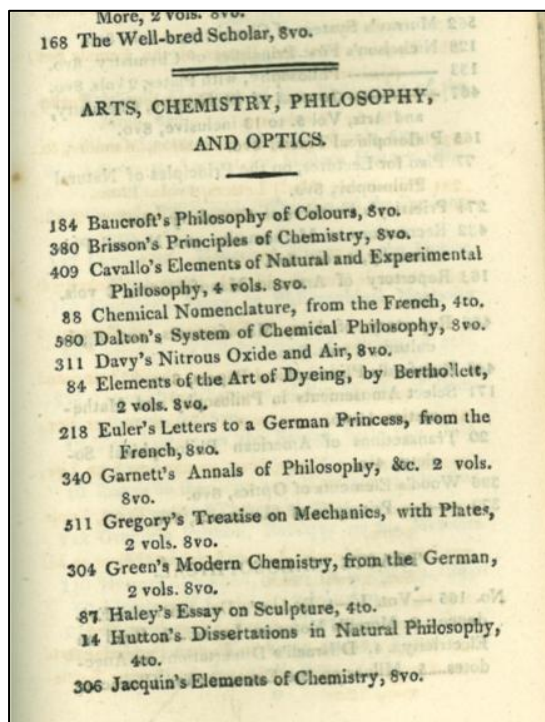 More, 2 vols. 8vo.
168 The Well-bred Scholar, 8vo.
ARTS, CHEMISTRY, PHILOSOPHY,
AND OPTICS.
184 Bancroft's Philosophy of Colours, 8vo.
380 Brisson's Principles of Chemistry, 8vo.
409 Cavallo's Elements of Natural and Experimental
Philosophy, 4 vols. 8vo.
88 Chemical Nomenclature, from the French, 4to.
580 Dalton's System of Chemical Philosophy, 8vo.
311 Davy's Nitrous Oxide and Air, 8vo.
84 Elements of the Art of Dyeing, by Berthollett,
2 vols. 8vo.
218 Euler's Letters to a German Princess, from the
French, 8vo.
340 Garnett's Annals of Philosophy, &c. 2 vols.
8vo.
511 Gregory's Treatise on Mechanics, with Plates,
2 vols. 8vo.
304 Green's Modern Chemistry, from the German,
2 vols. 8vo.
87 Haley's Essay on Sculpture, 4to.
14 Hutton's Dissertations in Natural Philosophy,
4to.
306 Jacquin's Elements of Chemistry, 8vo.